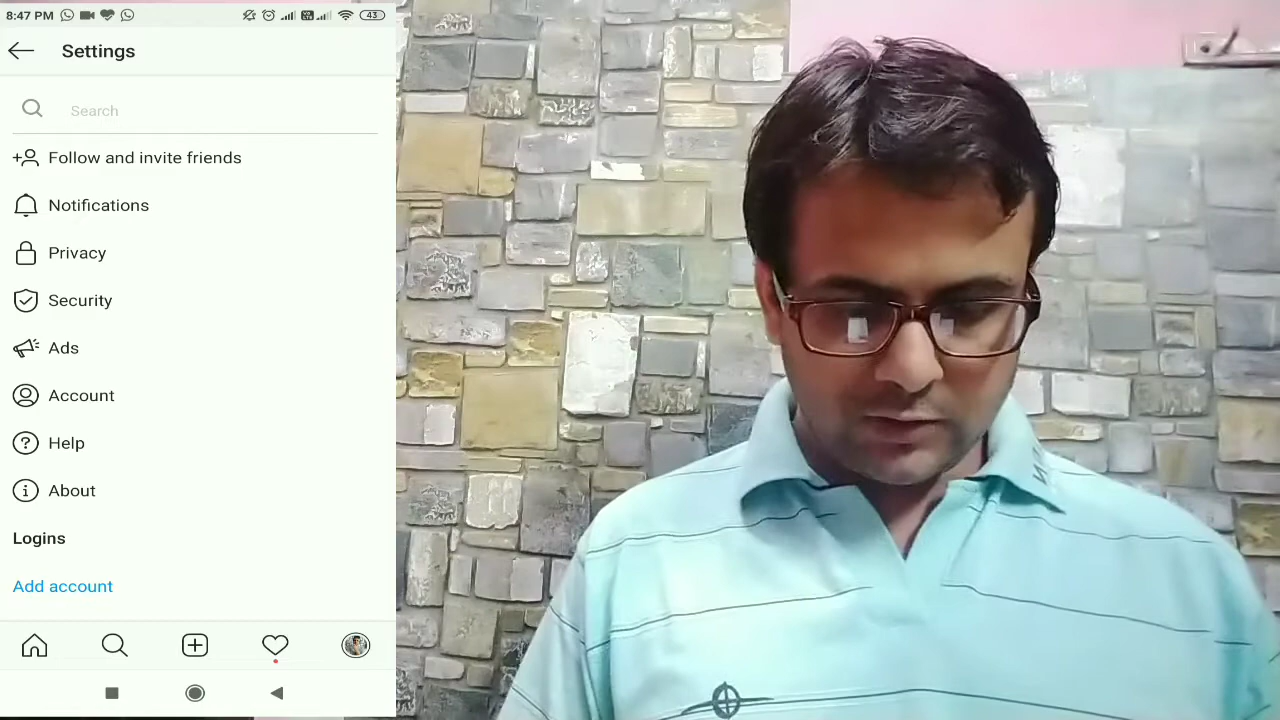 8:47 PM 43
Settings
Search
Follow and invite friends
Notifications
Privacy
Security
Ads
Account
Help
About
Logins
Add account